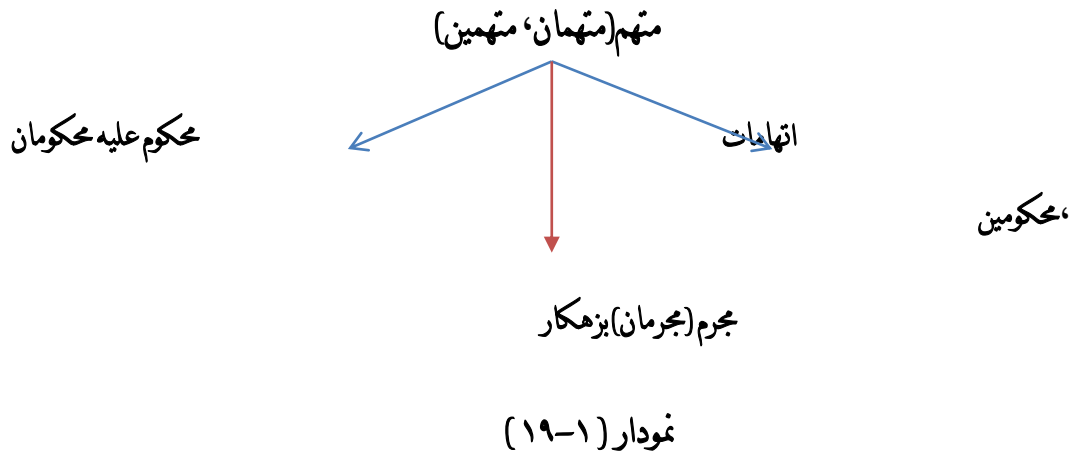 متهم(متهمان، متهمین)
اتهامات محکوم علیه محکومان
،محکومین
مجرم (مجرمان)بزهکار
نمودار (۱-۱۹)